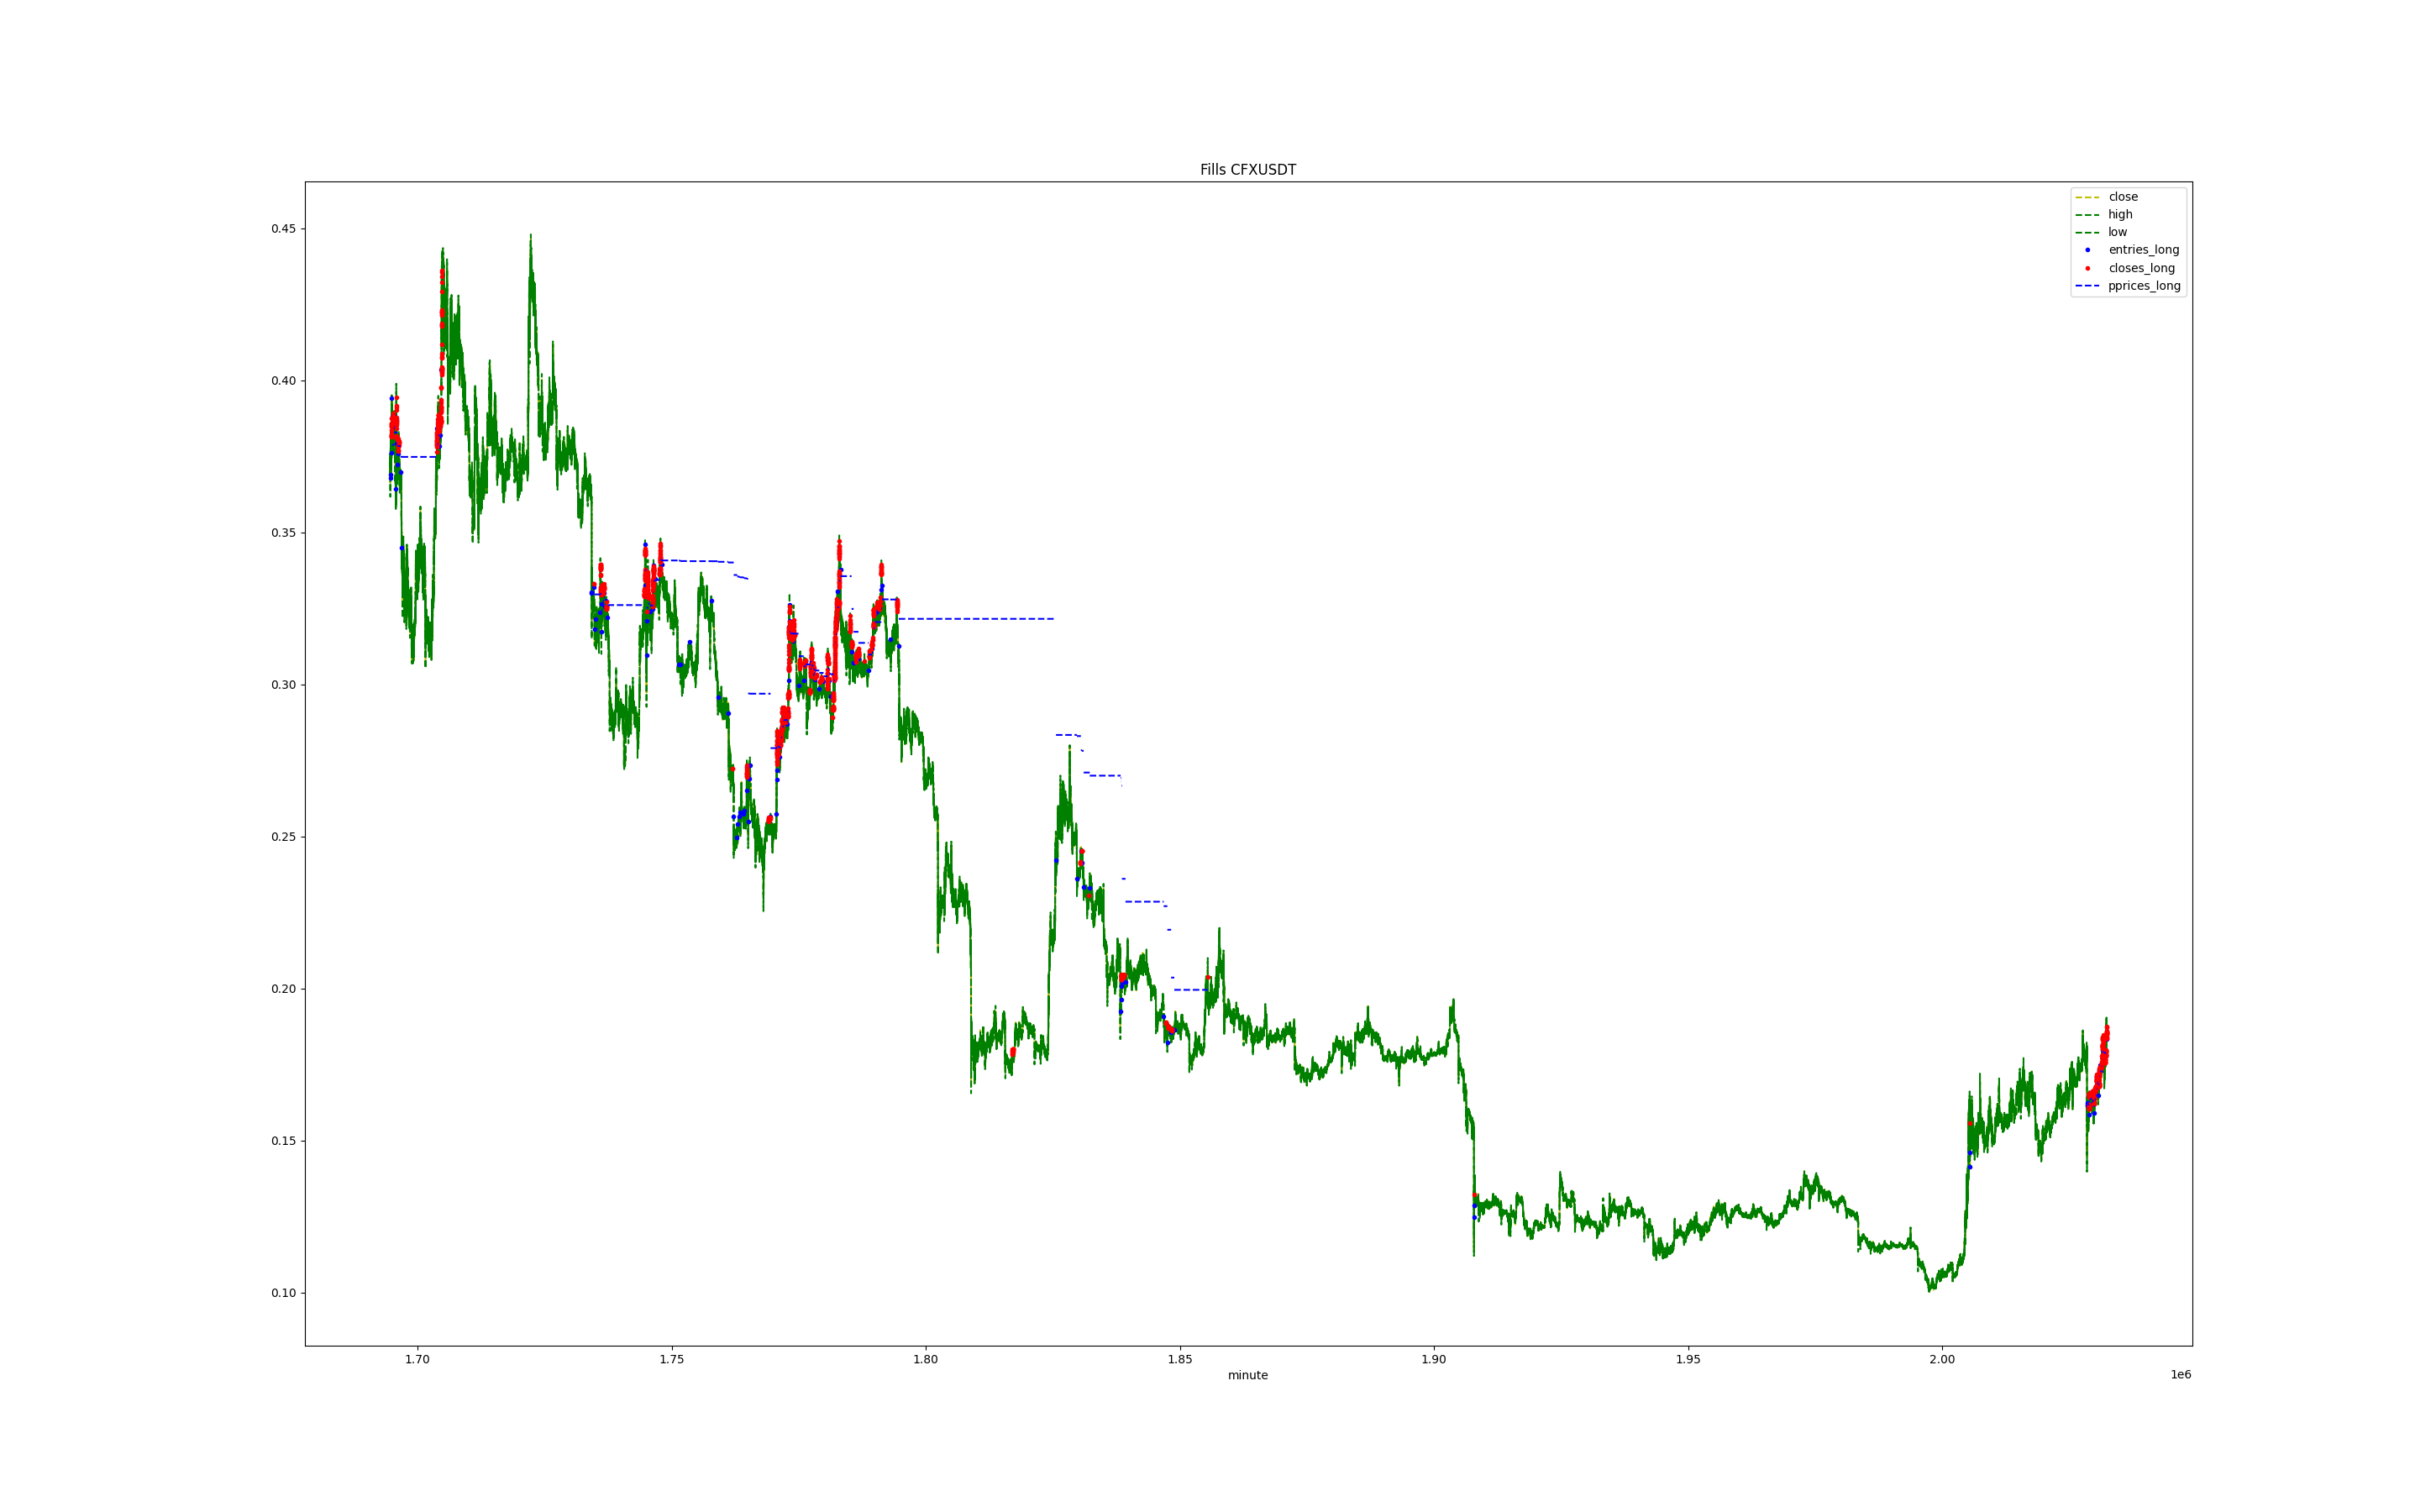 Fills CFXUSDT
close
high
low
entries_long
closes_long
pprices_long
0.45
0.40
0.35
0.30
0.25
0.20
0.15
0.10
1.70 1.75 1.80 1.85 1.90 1.95 2.00
minute
1e6